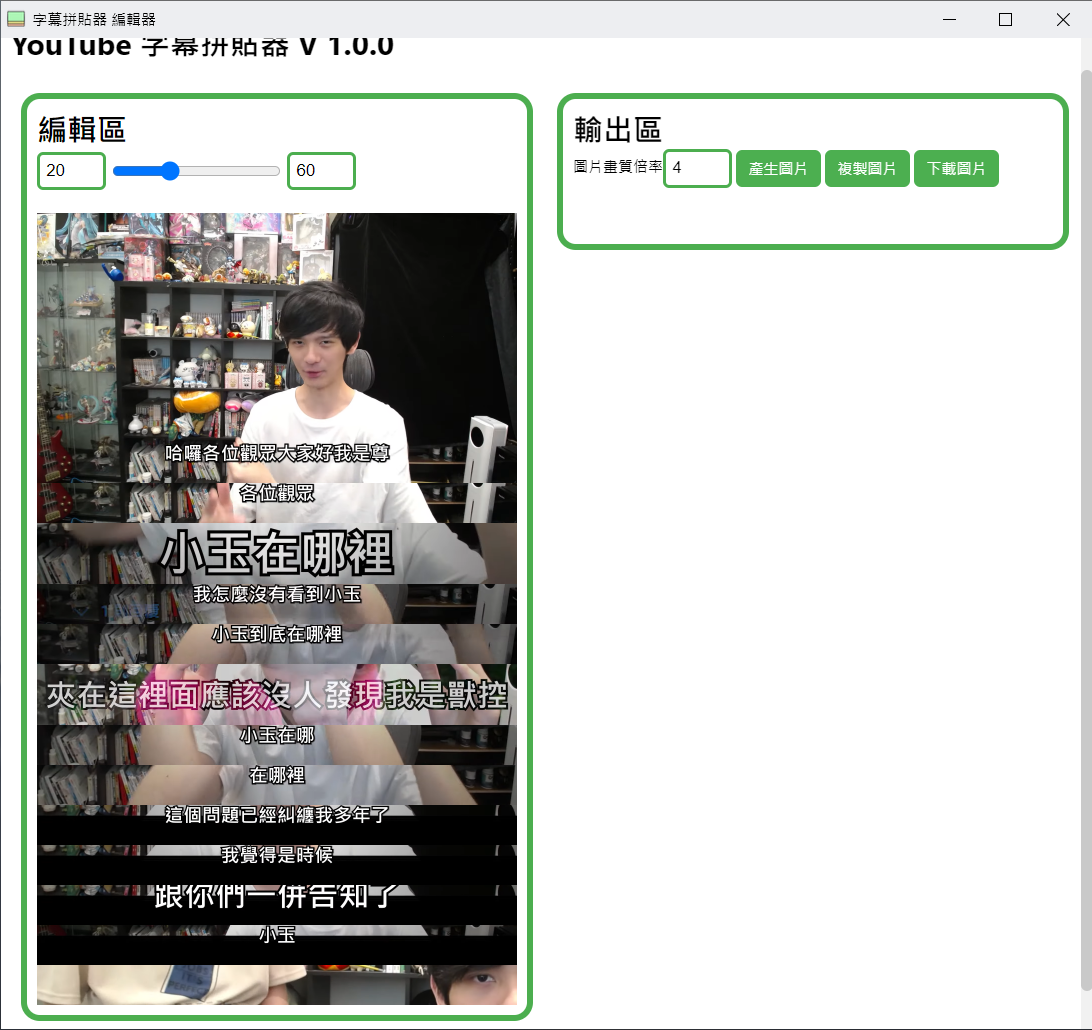 字幕拼貼器 編輯器
YouTube 字幕拼貼器 V 1.0.0
編輯區
20
60
哈囉各位觀眾大家好我是尊
各位觀眾
小玉在哪裡
我怎麼沒有看到小玉
小玉到底在哪裡
夾在這裡面應該沒人發現我是獸控
小玉在哪
在哪裡
這個問題已經糾纏我多年了
我覺得是時候
跟你們一併告知了
小玉
輸出區
圖片畫質倍率 4 產生圖片 複製圖片 下載圖片